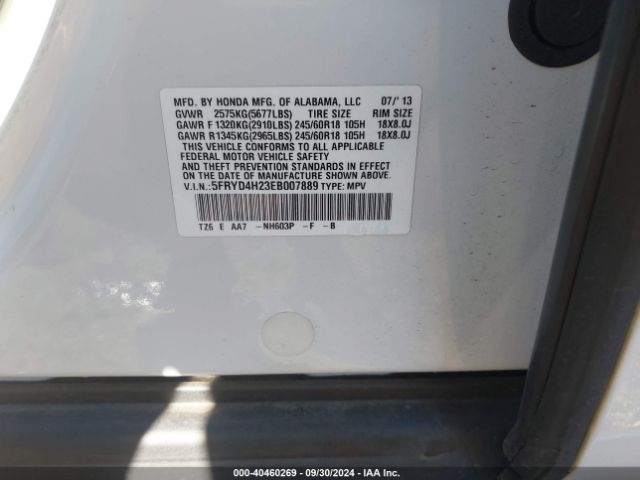 MFD. BY HONDA MFG. OF ALABAMA, LLC 07/'13
GVWR 2575KG(5677LBS) TIRE SIZE RIM SIZE
GAWR F 1320KG(2910LBS) 245/60R18 105H 18X8.0J
GAWR R 1345KG(2965LBS) 245/60R18 105H 18X8.0J
THIS VEHICLE CONFORMS TO ALL APPLICABLE
FEDERAL MOTOR VEHICLE SAFETY
AND THEFT PREVENTION STANDARDS IN EFFECT
ON THE DATE OF MANUFACTURE SHOWN ABOVE.
V.I.N.: 5FRYD4H23EB007889 TYPE: MPV
TZ6 E AA7 -NH603P -F -B
000-40460269 - 09/30/2024 - IAA Inc.